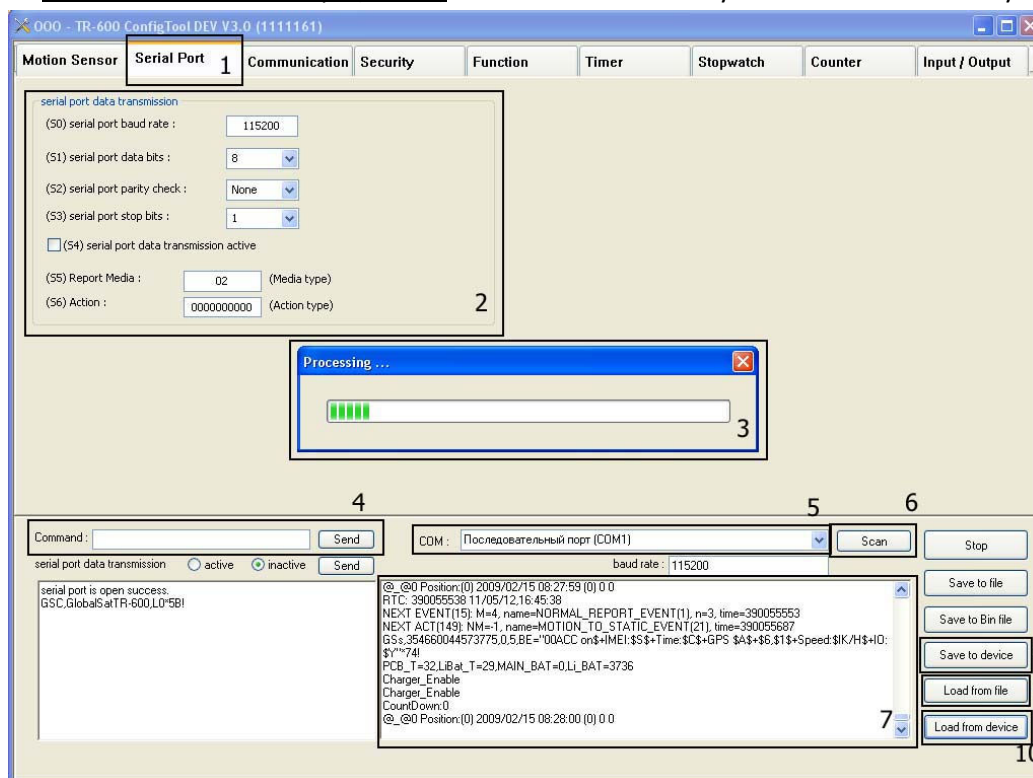 OOO - TR-600 ConfigTool DEV V3.0 (1111161)
Motion Sensor Serial Port 1 Communication Security Function Timer Stopwatch Counter Input / Output
serial port data transmission
(S0) serial port baud rate : 115200
(S1) serial port data bits : 8
(S2) serial port parity check : None
(S3) serial port stop bits : 1
(S4) serial port data transmission active
(S5) Report Media : 02 (Media type)
(S6) Action : 0000000000 (Action type)
2
Processing ...
3
4
5
6
Command : Send
COM : Последовательный порт (COM1) Scan
Stop
serial port data transmission active inactive Send
baud rate : 115200
serial port is open success.
GSC,GlobalSatTR-600,L0*5B!
@_@0 Position:(0) 2009/02/15 08:27:59 (0) 0 0
RTC: 390055538 11/05/12,16:45:38
NEXT EVENT(15): M=4, name=NORMAL_REPORT_EVENT(1), n=3, time=390055553
NEXT ACT(149): NM=-1, name=MOTION_TO_STATIC_EVENT(21), time=390055687
GSs,354660044573775,0,5,BE="00ACC on$+IMEI:$S$+Time:$C$+GPS $A$+$6,$1$+Speed:$IK/H$+IO:
$Y"*74!
PCB_T=32,LiBat_T=29,MAIN_BAT=0,Li_BAT=3736
Charger_Enable
Charger_Enable
CountDown:0
@_@0 Position:(0) 2009/02/15 08:28:00 (0) 0 0
7
Save to file
Save to Bin file
Save to device
Load from file
Load from device
10